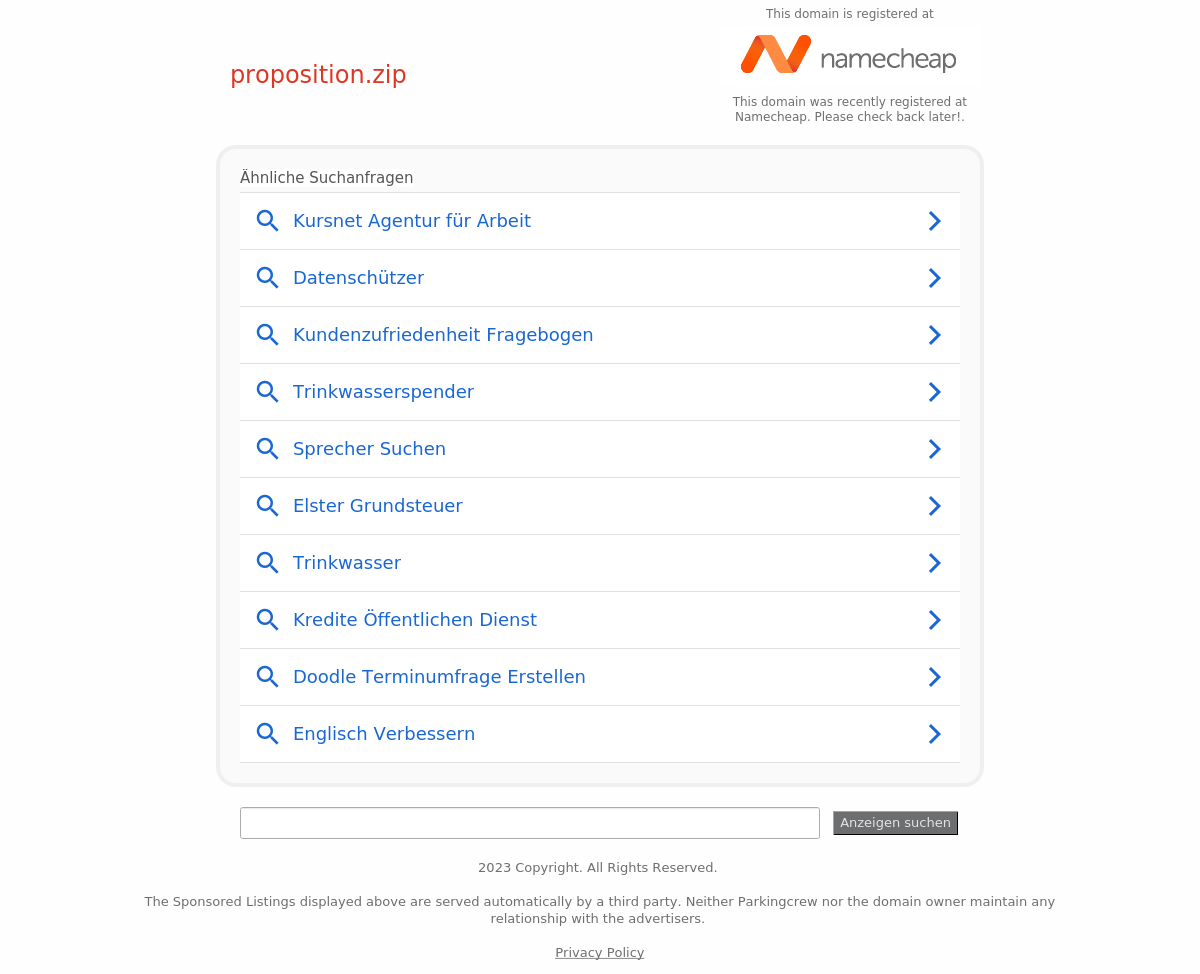 This domain is registered at
namecheap
proposition.zip
This domain was recently registered at
Namecheap. Please check back later!.
Ähnliche Suchanfragen
Kursnet Agentur für Arbeit
Datenschützer
Kundenzufriedenheit Fragebogen
Trinkwasserspender
Sprecher Suchen
Elster Grundsteuer
Trinkwasser
Kredite Öffentlichen Dienst
Doodle Terminumfrage Erstellen
Englisch Verbessern
Anzeigen suchen
2023 Copyright. All Rights Reserved.
The Sponsored Listings displayed above are served automatically by a third party. Neither Parkingcrew nor the domain owner maintain any
relationship with the advertisers.
Privacy Policy